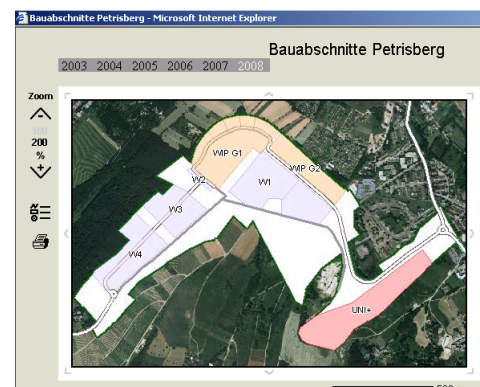 Bauabschnitte Petrisberg - Microsoft Internet Explorer
Bauabschnitte Petrisberg
2003 2004 2005 2006 2007 2008
Zoom
100
200
%
WIP G1
WIP G2
W2
W1
W3
W4
UNI+
500